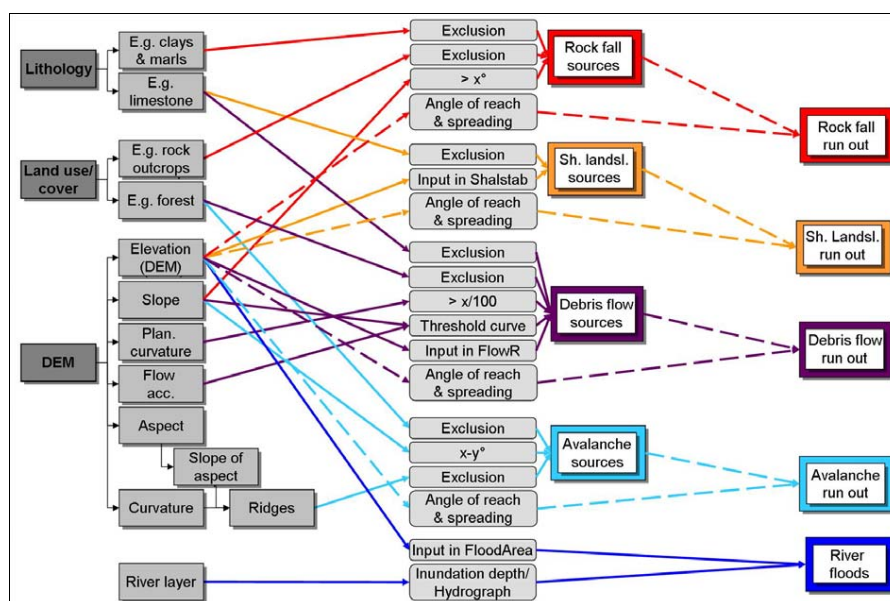 Lithology
E.g. clays
& marls
E.g.
limestone
Land use/
cover
E.g. rock
outcrops
E.g. forest
DEM
Elevation
(DEM)
Slope
Plan.
curvature
Flow
acc.
Aspect
Slope of
aspect
Curvature
Ridges
River layer
Exclusion
Exclusion
> x°
Angle of reach
& spreading
Exclusion
Input in Shalstab
Angle of reach
& spreading
Exclusion
Exclusion
> x/100
Threshold curve
Input in FlowR
Angle of reach
& spreading
Exclusion
x-y°
Exclusion
Angle of reach
& spreading
Input in FloodArea
Inundation depth/
Hydrograph
Rock fall
sources
Sh. landsl.
sources
Debris flow
sources
Avalanche
sources
Rock fall
run out
Sh. Landsl.
run out
Debris flow
run out
Avalanche
run out
River
floods